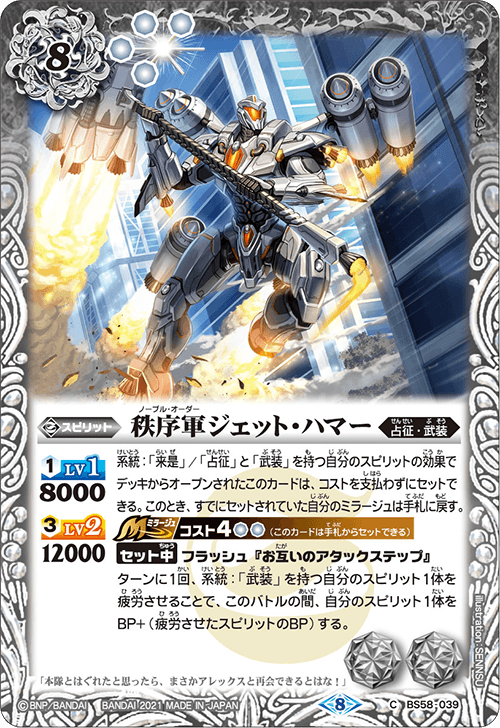 8
ノーブル・オーダー
スピリット 秩序軍ジェット・ハマー 占征・武装
1 LV1 8000
系統：「来是」/「占征」と「武装」を持つ自分のスピリットの効果で
デッキからオープンされたこのカードは、コストを支払わずにセットで
きる。このとき、すでにセットされていた自分のミラージュは手札に戻す。
3 LV2 12000
Mミラージュ コスト4 （このカードは手札からセットできる）
セット中 フラッシュ『お互いのアタックステップ』
ターンに1回、系統：「武装」を持つ自分のスピリット1体を
疲労させることで、このバトルの間、自分のスピリット1体を
BP+（疲労させたスピリットのBP）する。
「本隊とはぐれたと思ったら、まさかアレックスと再会できるとはな！」
Illustration: SENNSU
©BNP/BANDAI BANDAI 2021 MADE IN JAPAN 8 C BS58-039